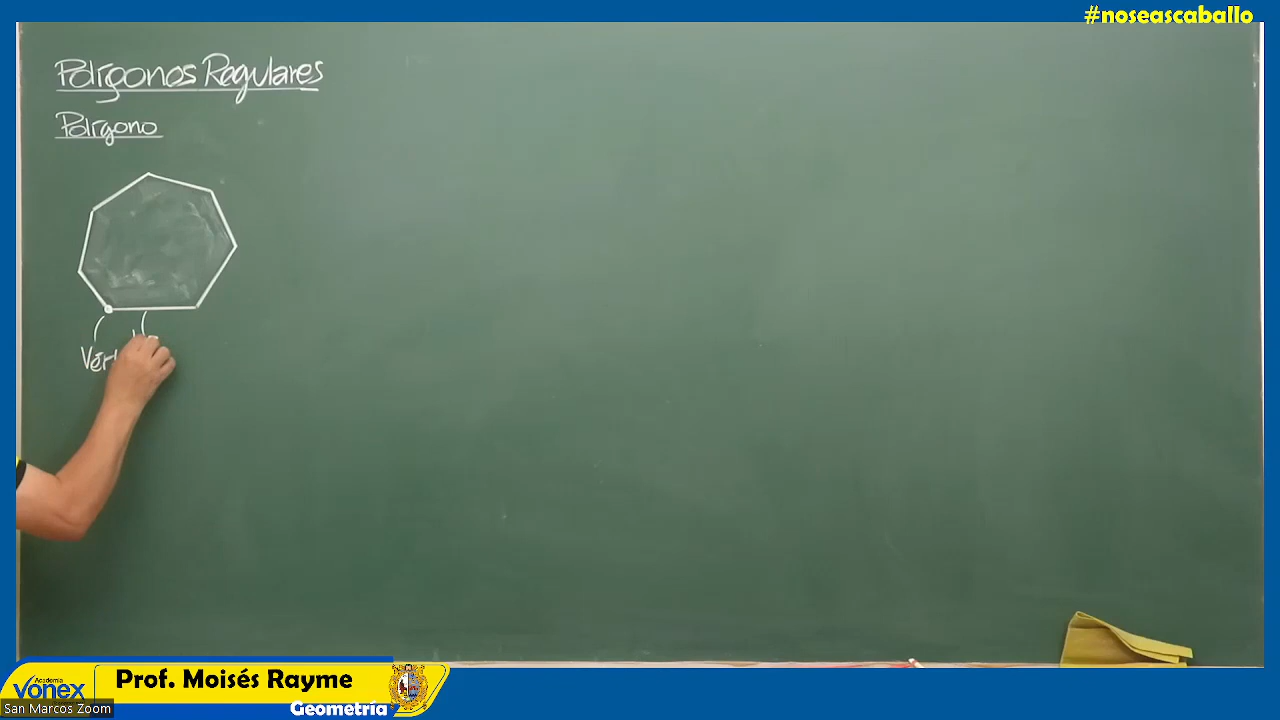 #noseascaballo
Polígonos Regulares
Polígono
Academia
vonex
Prof. Moisés Rayme
Geometría
San Marcos Zoom